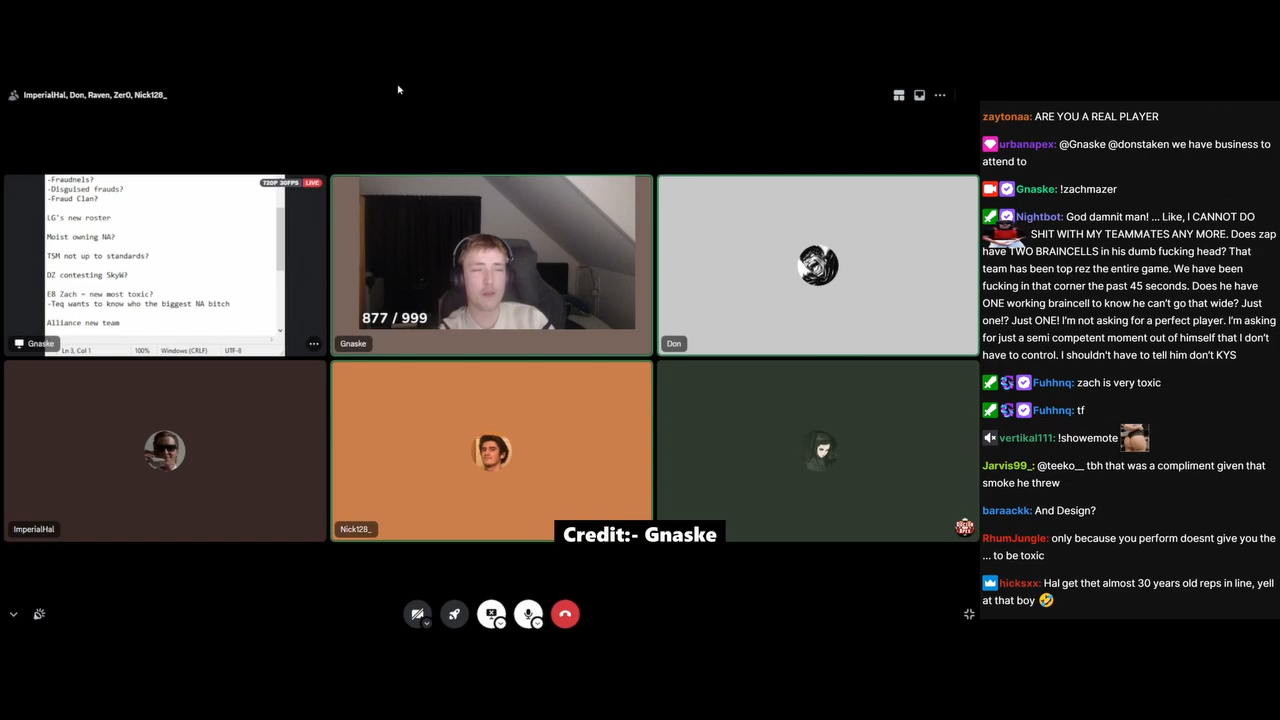 ImperialHal, Don, Raven, Zer0, Nick128_
-Fraudnels?
-Disguised frauds?
-Fraud Clan?
LG's new roster
Moist owning NA?
TSM not up to standards?
DZ contesting SkyW?
E8 Zach = new most toxic?
-Teq wants to know who the biggest NA bitch
Alliance new team
Ln 3, Col 1 100% Windows (CRLF) UTF-8
720P 30FPS LIVE
Gnaske
877 / 999
Gnaske
Don
ImperialHal
Nick128_
Credit:- Gnaske
zaytonaa: ARE YOU A REAL PLAYER
urbanapex: @Gnaske @donstaken we have business to
attend to
Gnaske: !zachmazer
Nightbot: God damnit man! ... Like, I CANNOT DO
SHIT WITH MY TEAMMATES ANY MORE. Does zap
have TWO BRAINCELLS in his dumb fucking head? That
team has been top rez the entire game. We have been
fucking in that corner the past 45 seconds. Does he have
ONE working braincell to know he can't go that wide? Just
one!? Just ONE! I'm not asking for a perfect player. I'm asking
for just a semi competent moment out of himself that I don't
have to control. I shouldn't have to tell him don't KYS
Fuhhnq: zach is very toxic
Fuhhnq: tf
vertikal111: !showemote
Jarvis99_: @teeko__ tbh that was a compliment given that
smoke he threw
baraackk: And Design?
RhumJungle: only because you perform doesnt give you the
... to be toxic
hicksxx: Hal get thet almost 30 years old reps in line, yell
at that boy 🤣